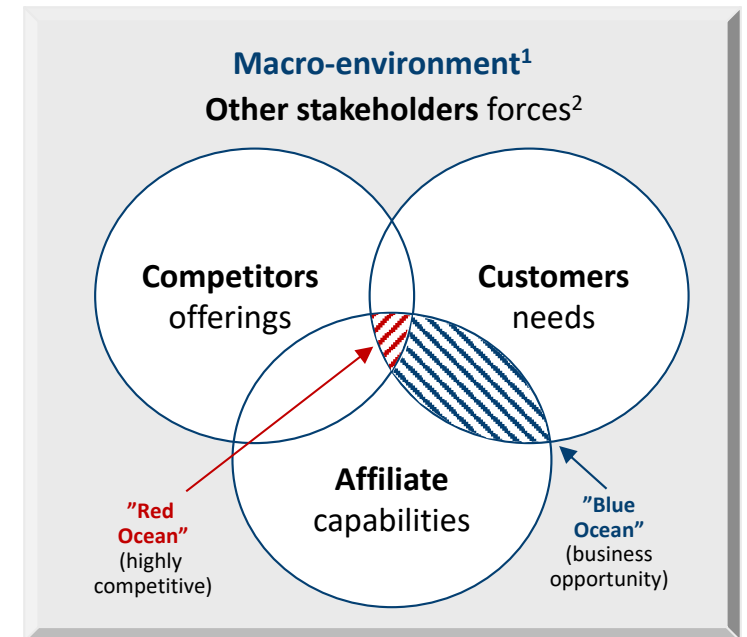 Macro-environment¹
Other stakeholders forces²
Competitors
offerings
Customers
needs
Affiliate
capabilities
”Red
Ocean”
(highly
competitive)
”Blue
Ocean”
(business
opportunity)